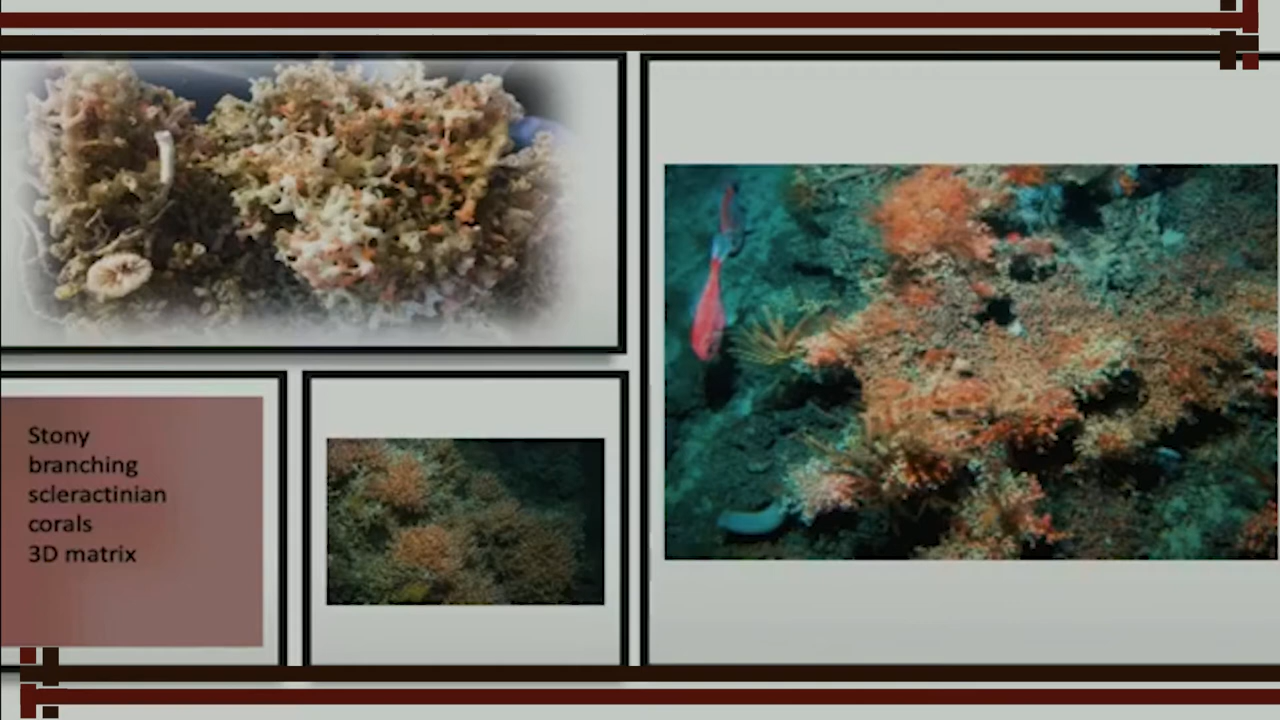 Stony
branching
scleractinian
corals
3D matrix